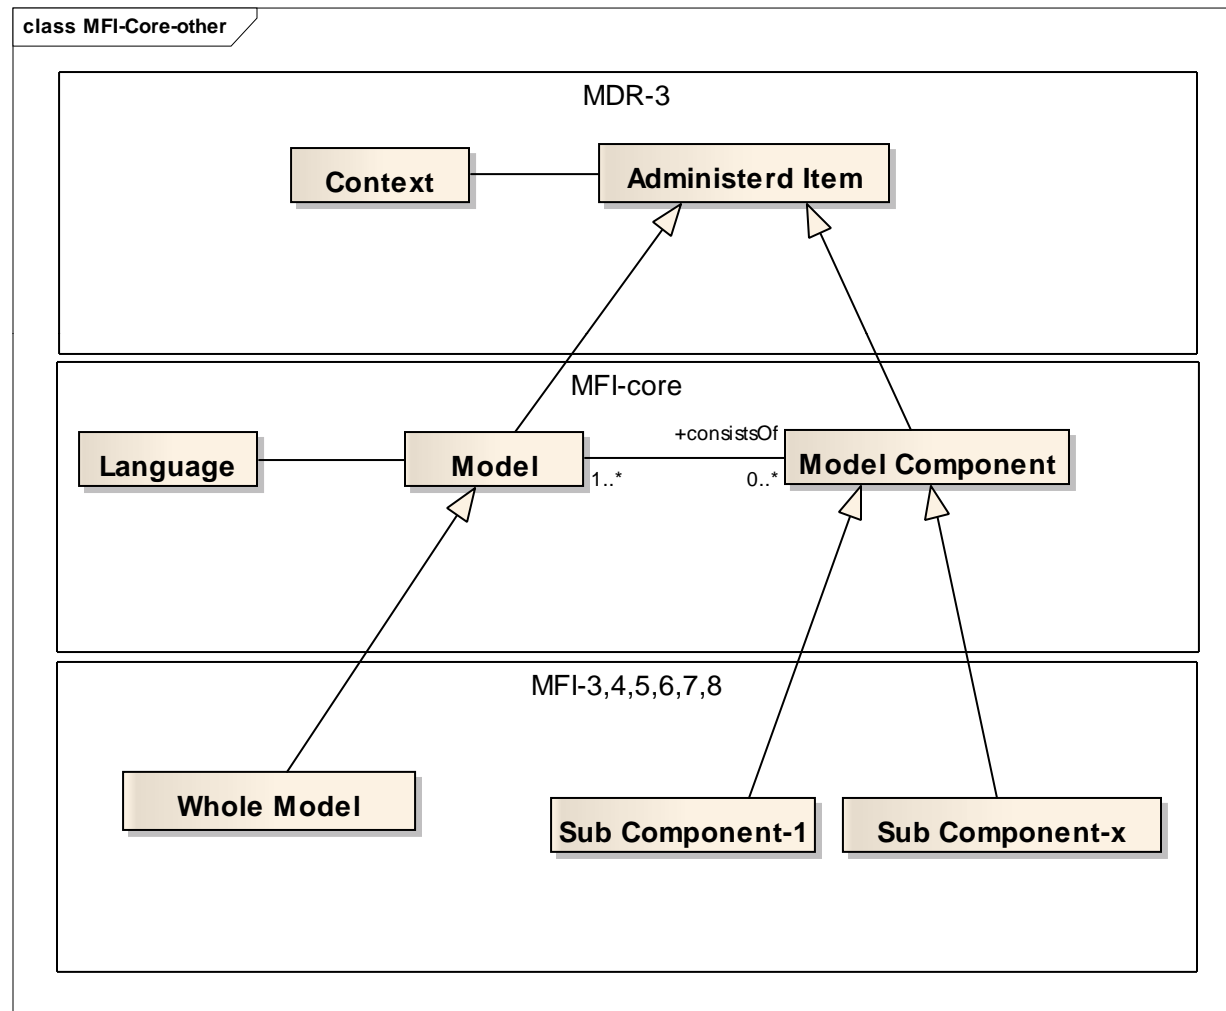 class MFI-Core-other
MDR-3
Context
Administerd Item
MFI-core
Language
Model
+consistsOf
1..*
0..*
Model Component
MFI-3,4,5,6,7,8
Whole Model
Sub Component-1
Sub Component-x